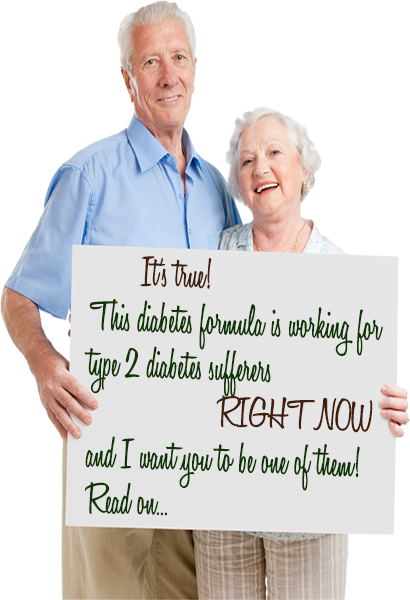 It's true!
This diabetes formula is working for
type 2 diabetes sufferers
RIGHT NOW
and I want you to be one of them!
Read on...